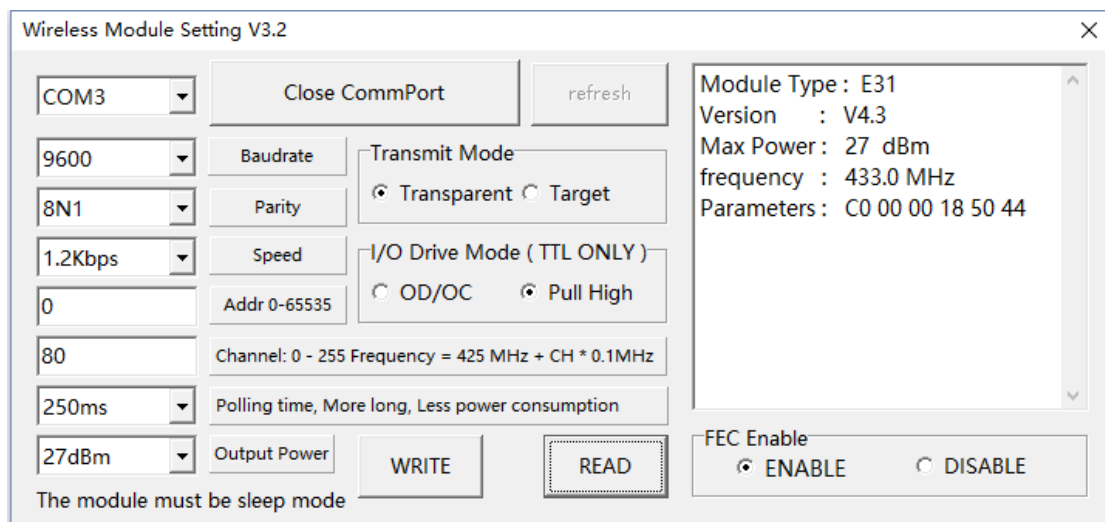 Wireless Module Setting V3.2
COM3
Close CommPort
refresh
9600
Baudrate
8N1
Parity
1.2Kbps
Speed
0
Addr 0-65535
Transmit Mode
Transparent
Target
I/O Drive Mode ( TTL ONLY )
OD/OC
Pull High
80
Channel: 0 - 255 Frequency = 425 MHz + CH * 0.1MHz
250ms
Polling time, More long, Less power consumption
27dBm
Output Power
WRITE
READ
The module must be sleep mode
Module Type : E31
Version : V4.3
Max Power : 27 dBm
frequency : 433.0 MHz
Parameters : C0 00 00 18 50 44
FEC Enable
ENABLE
DISABLE